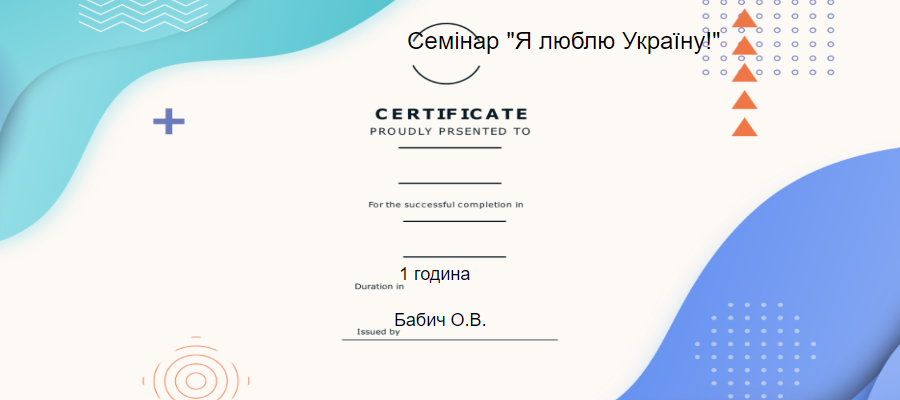 Семінар "Я люблю Україну!"
CERTIFICATE
PROUDLY PRSENTED TO
For the successful completion in
1 година
Duration in
Бабич О.В.
Issued by